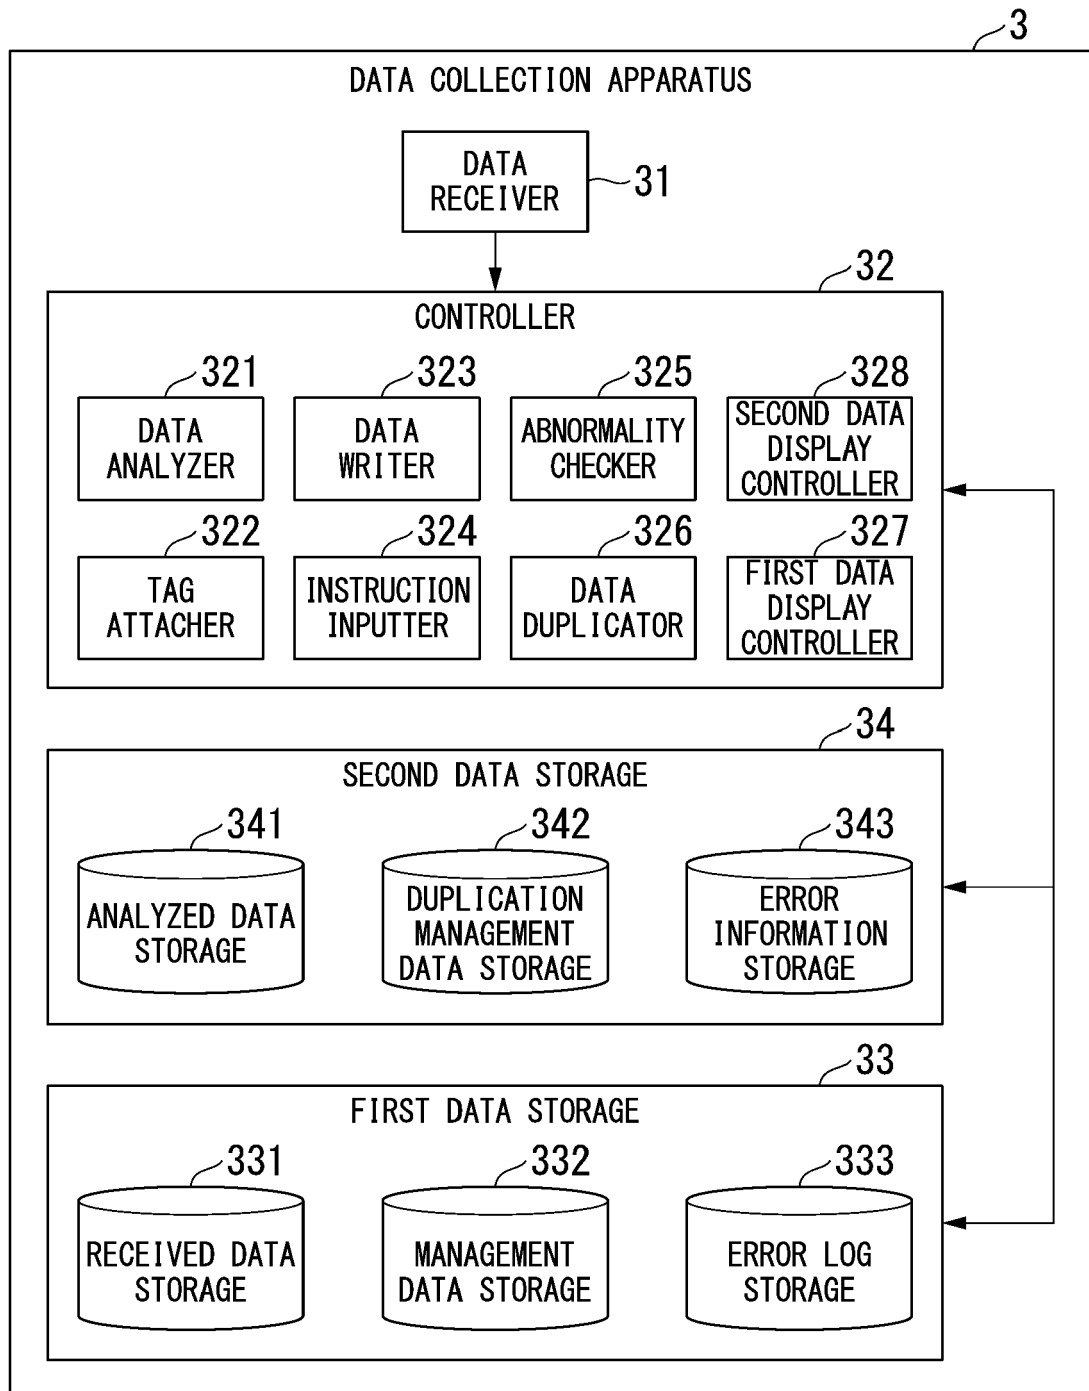 3
DATA COLLECTION APPARATUS
DATA
RECEIVER
31
32
CONTROLLER
321
323
325
328
DATA
ANALYZER
DATA
WRITER
ABNORMALITY
CHECKER
SECOND DATA
DISPLAY
CONTROLLER
322
324
326
327
TAG
ATTACHER
INSTRUCTION
INPUTTER
DATA
DUPLICATOR
FIRST DATA
DISPLAY
CONTROLLER
34
SECOND DATA STORAGE
341
342
343
ANALYZED DATA
STORAGE
DUPLICATION
MANAGEMENT
DATA STORAGE
ERROR
INFORMATION
STORAGE
33
FIRST DATA STORAGE
331
332
333
RECEIVED DATA
STORAGE
MANAGEMENT
DATA STORAGE
ERROR LOG
STORAGE